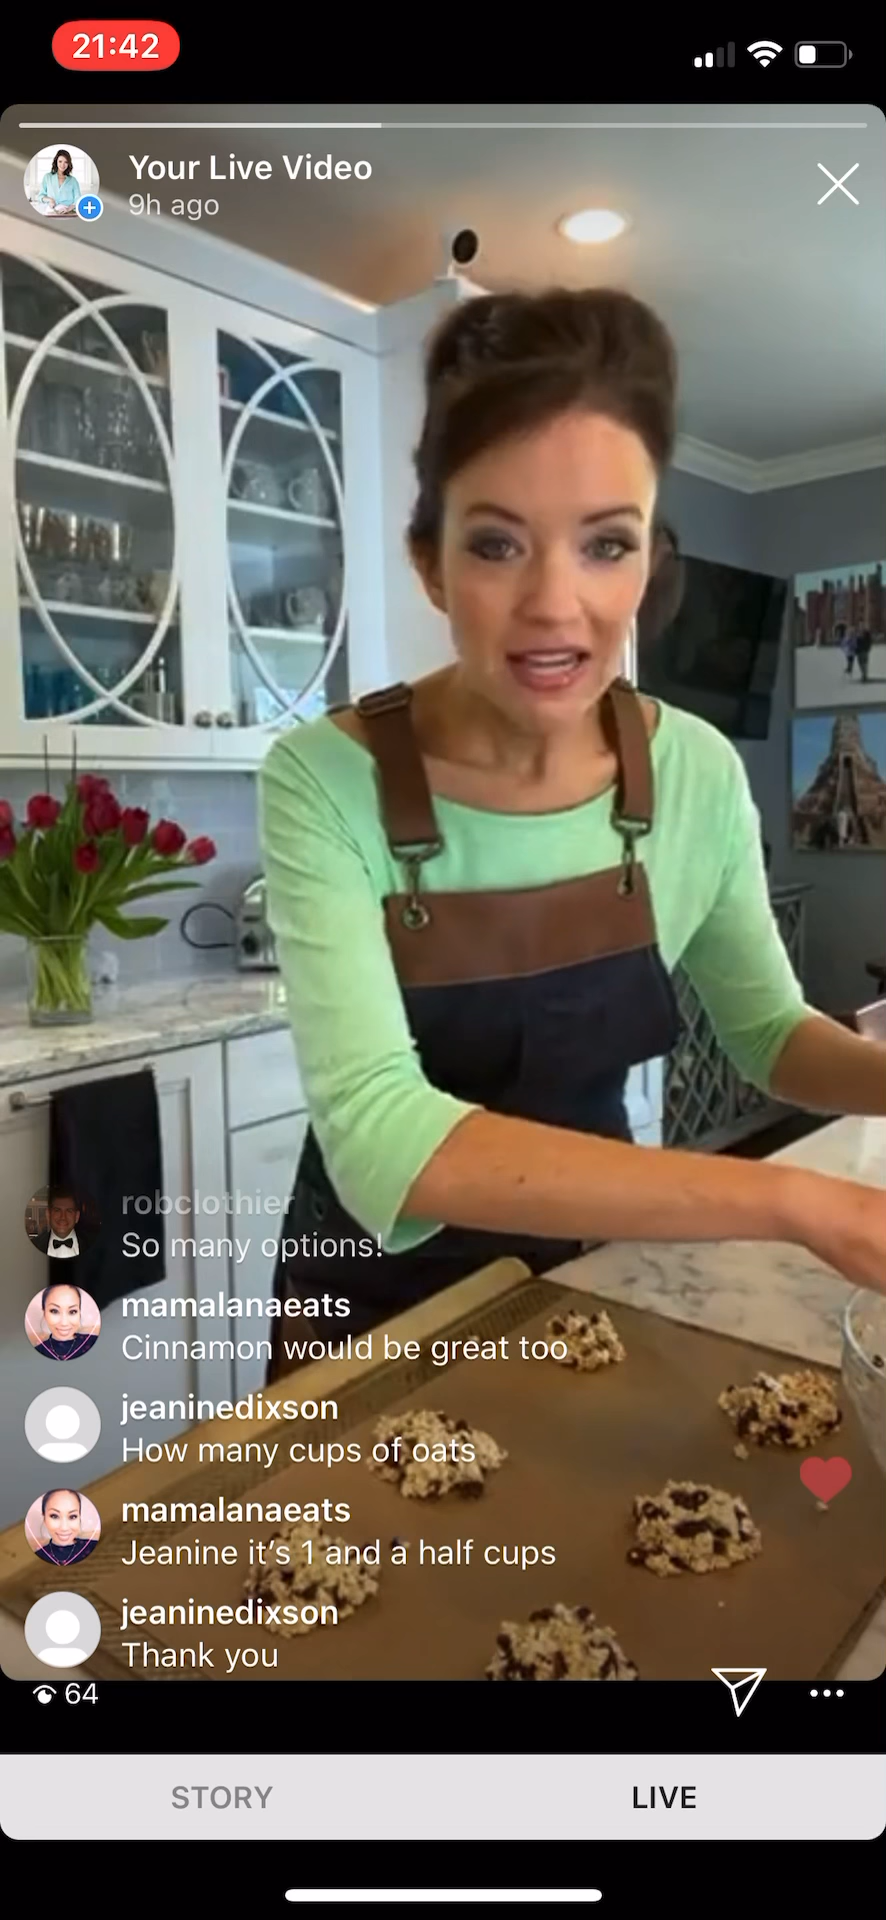 21:42
Your Live Video
9h ago
robclothier
So many options!
mamalanaeats
Cinnamon would be great too
jeaninedixson
How many cups of oats
mamalanaeats
Jeanine it’s 1 and a half cups
jeaninedixson
Thank you
64
STORY LIVE